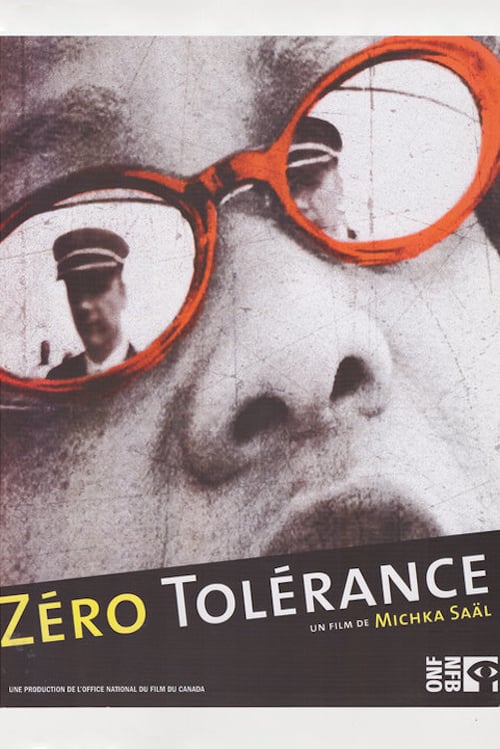 ZÉRO TOLÉRANCE
UN FILM DE MICHKA SAÄL
UNE PRODUCTION DE L'OFFICE NATIONAL DU FILM DU CANADA
ONF
NFB